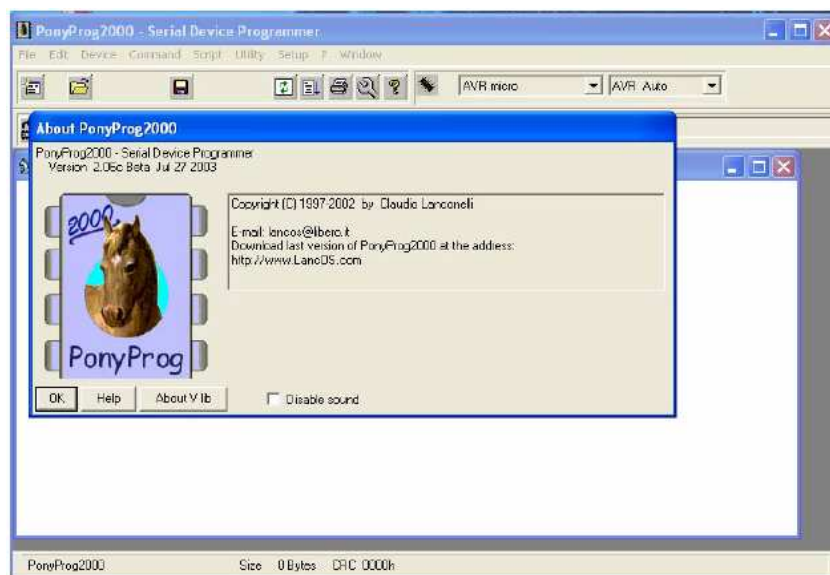 PonyProg2000 - Serial Device Programmer
File Edit Device Command Script Utility Setup ? Window
AVR micro AVR Auto
About PonyProg2000
PonyProg2000 - Serial Device Programmer
Version 2.06c Beta Jul 27 2003
2000
PonyProg
Copyright (C) 1997-2002 by Claudio Lanconelli
E-mail: lancos@libero.it
Download last version of PonyProg2000 at the address:
http://www.LancOS.com
OK Help About V lib Disable sound
PonyProg2000 Size 0 Bytes CRC 0000h